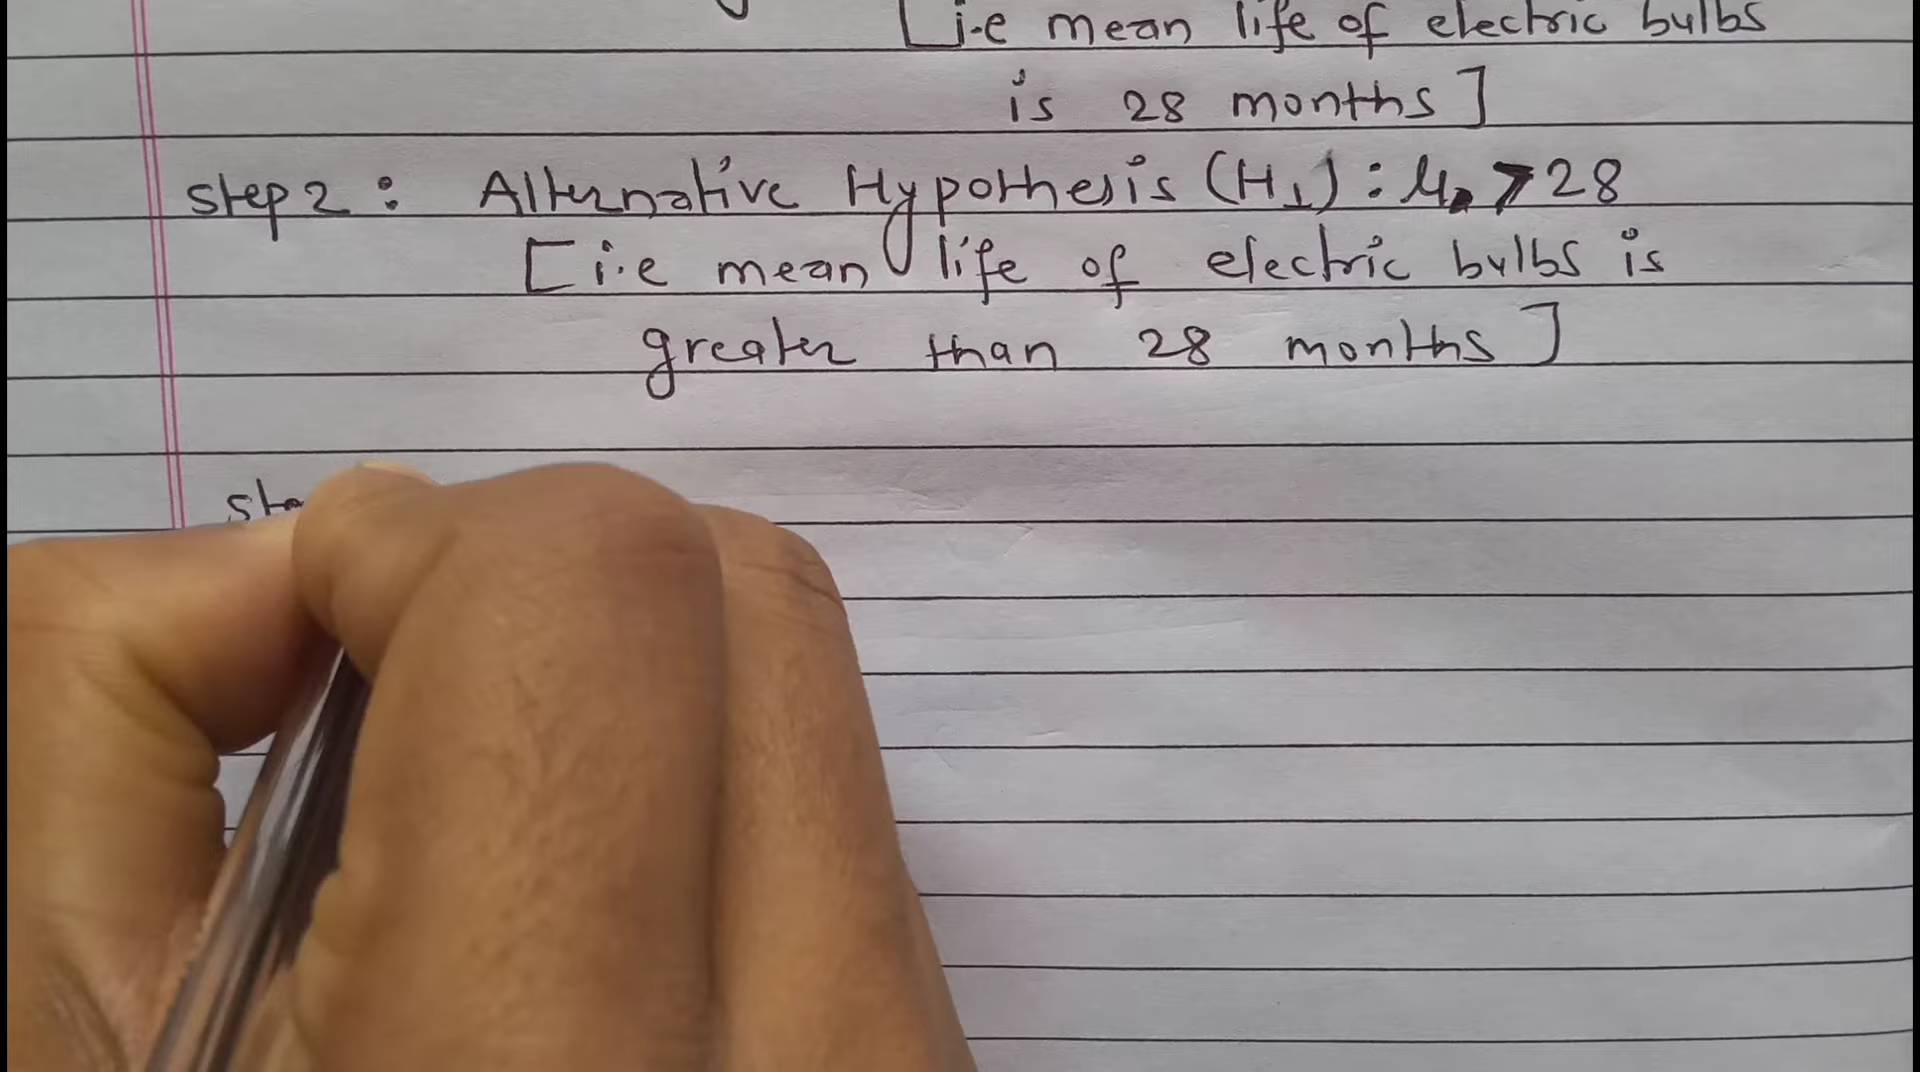 [i.e mean life of electric bulbs
is 28 months]
step 2 : Alternative Hypothesis (H₁) : μ > 28
[i.e mean life of electric bulbs is
greater than 28 months]